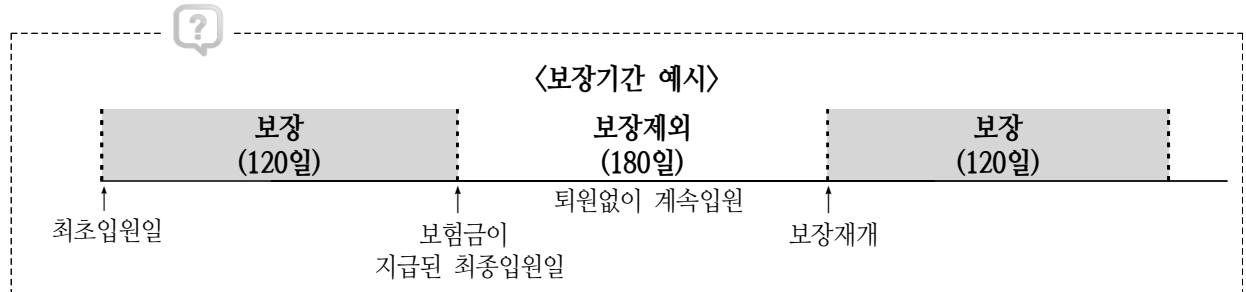 ?
〈보장기간 예시〉
보장 보장제외 보장
(120일) (180일) (120일)
퇴원없이 계속입원
최초입원일 보험금이 보장재개
지급된 최종입원일